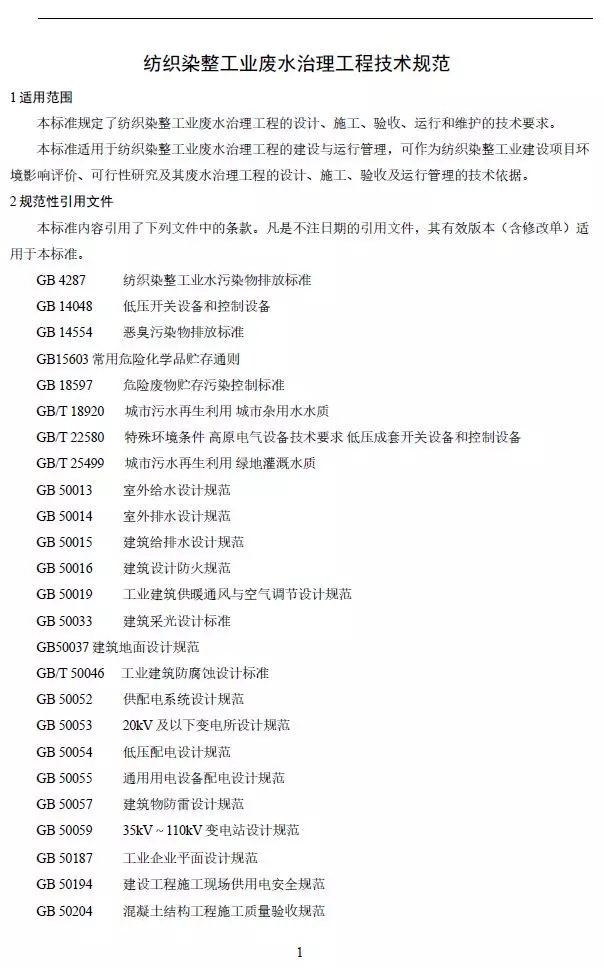 纺织染整工业废水治理工程技术规范
1 适用范围
本标准规定了纺织染整工业废水治理工程的设计、施工、验收、运行和维护的技术要求。
本标准适用于纺织染整工业废水治理工程的建设与运行管理，可作为纺织染整工业建设项目环
境影响评价、可行性研究及其废水治理工程的设计、施工、验收及运行管理的技术依据。
2 规范性引用文件
本标准内容引用了下列文件中的条款。凡是不注日期的引用文件，其有效版本（含修改单）适
用于本标准。
GB 4287 纺织染整工业水污染物排放标准
GB 14048 低压开关设备和控制设备
GB 14554 恶臭污染物排放标准
GB15603 常用危险化学品贮存通则
GB 18597 危险废物贮存污染控制标准
GB/T 18920 城市污水再生利用 城市杂用水水质
GB/T 22580 特殊环境条件 高原电气设备技术要求 低压成套开关设备和控制设备
GB/T 25499 城市污水再生利用 绿地灌溉水质
GB 50013 室外给水设计规范
GB 50014 室外排水设计规范
GB 50015 建筑给排水设计规范
GB 50016 建筑设计防火规范
GB 50019 工业建筑供暖通风与空气调节设计规范
GB 50033 建筑采光设计标准
GB50037 建筑地面设计规范
GB/T 50046 工业建筑防腐蚀设计标准
GB 50052 供配电系统设计规范
GB 50053 20kV 及以下变电所设计规范
GB 50054 低压配电设计规范
GB 50055 通用用电设备配电设计规范
GB 50057 建筑物防雷设计规范
GB 50059 35kV～110kV 变电站设计规范
GB 50187 工业企业平面设计规范
GB 50194 建设工程施工现场供用电安全规范
GB 50204 混凝土结构工程施工质量验收规范
1